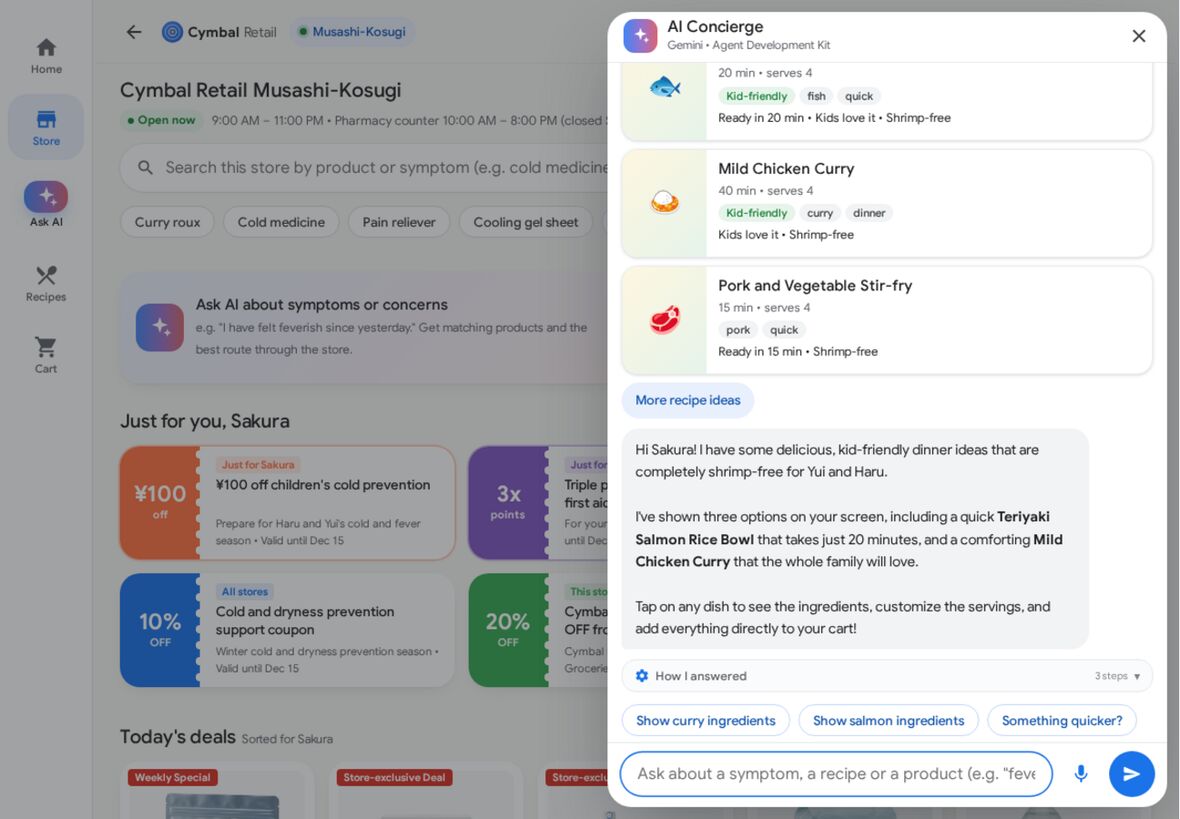 Home
Store
Ask AI
Recipes
Cart
Cymbal Retail
Musashi-Kosugi
Cymbal Retail Musashi-Kosugi
Open now
9:00 AM – 11:00 PM • Pharmacy counter 10:00 AM – 8:00 PM (closed
Search this store by product or symptom (e.g. cold medicine
Curry roux
Cold medicine
Pain reliever
Cooling gel sheet
Ask AI about symptoms or concerns
e.g. "I have felt feverish since yesterday." Get matching products and the
best route through the store.
Just for you, Sakura
¥100
off
Just for Sakura
¥100 off children's cold prevention
Prepare for Haru and Yui's cold and fever
season • Valid until Dec 15
3x
points
Just for
Triple p
first aid
For your
until Dec
10%
OFF
All stores
Cold and dryness prevention
support coupon
Winter cold and dryness prevention season •
Valid until Dec 15
20%
OFF
This sto
Cymba
OFF fro
Cymbal
Grocerie
Today's deals
Sorted for Sakura
Weekly Special
Store-exclusive Deal
Store-exclu
AI Concierge
Gemini • Agent Development Kit
20 min • serves 4
Kid-friendly
fish
quick
Ready in 20 min • Kids love it • Shrimp-free
Mild Chicken Curry
40 min • serves 4
Kid-friendly
curry
dinner
Kids love it • Shrimp-free
Pork and Vegetable Stir-fry
15 min • serves 4
pork
quick
Ready in 15 min • Shrimp-free
More recipe ideas
Hi Sakura! I have some delicious, kid-friendly dinner ideas that are
completely shrimp-free for Yui and Haru.
I've shown three options on your screen, including a quick Teriyaki
Salmon Rice Bowl that takes just 20 minutes, and a comforting Mild
Chicken Curry that the whole family will love.
Tap on any dish to see the ingredients, customize the servings, and
add everything directly to your cart!
How I answered
3 steps ▾
Show curry ingredients
Show salmon ingredients
Something quicker?
Ask about a symptom, a recipe or a product (e.g. "feve